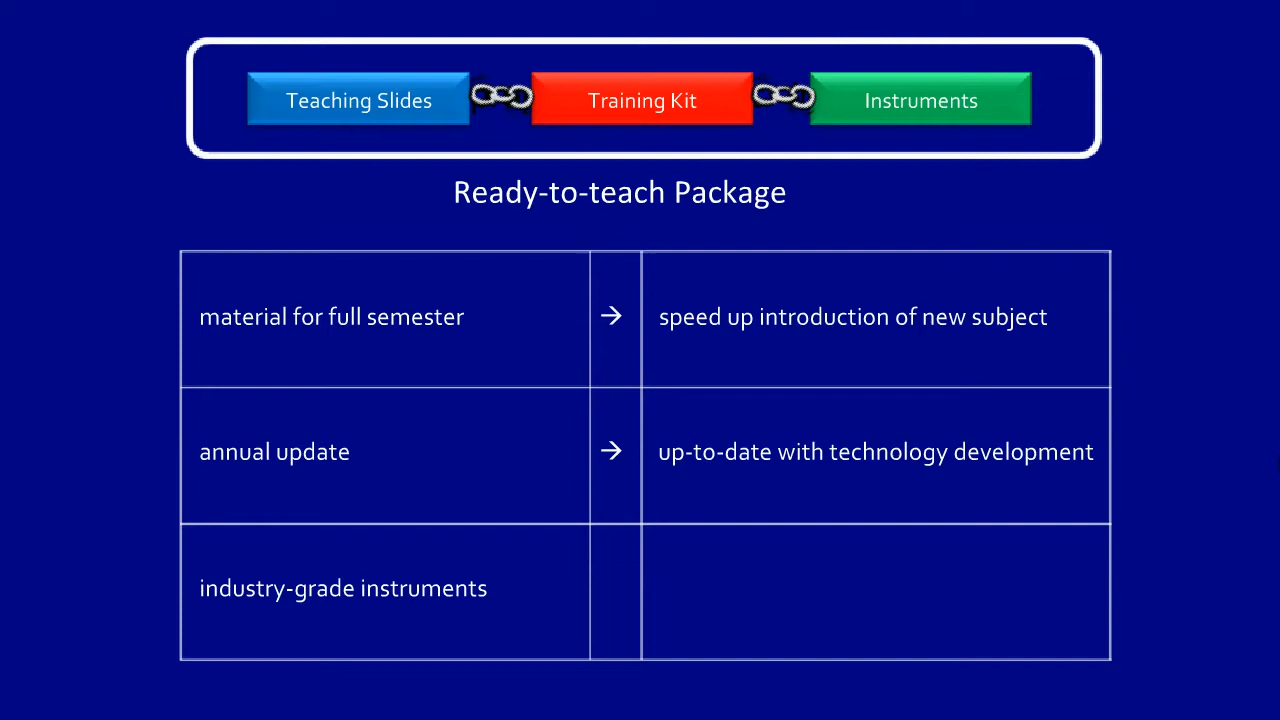 Teaching Slides Training Kit Instruments
Ready-to-teach Package
material for full semester → speed up introduction of new subject
annual update → up-to-date with technology development
industry-grade instruments